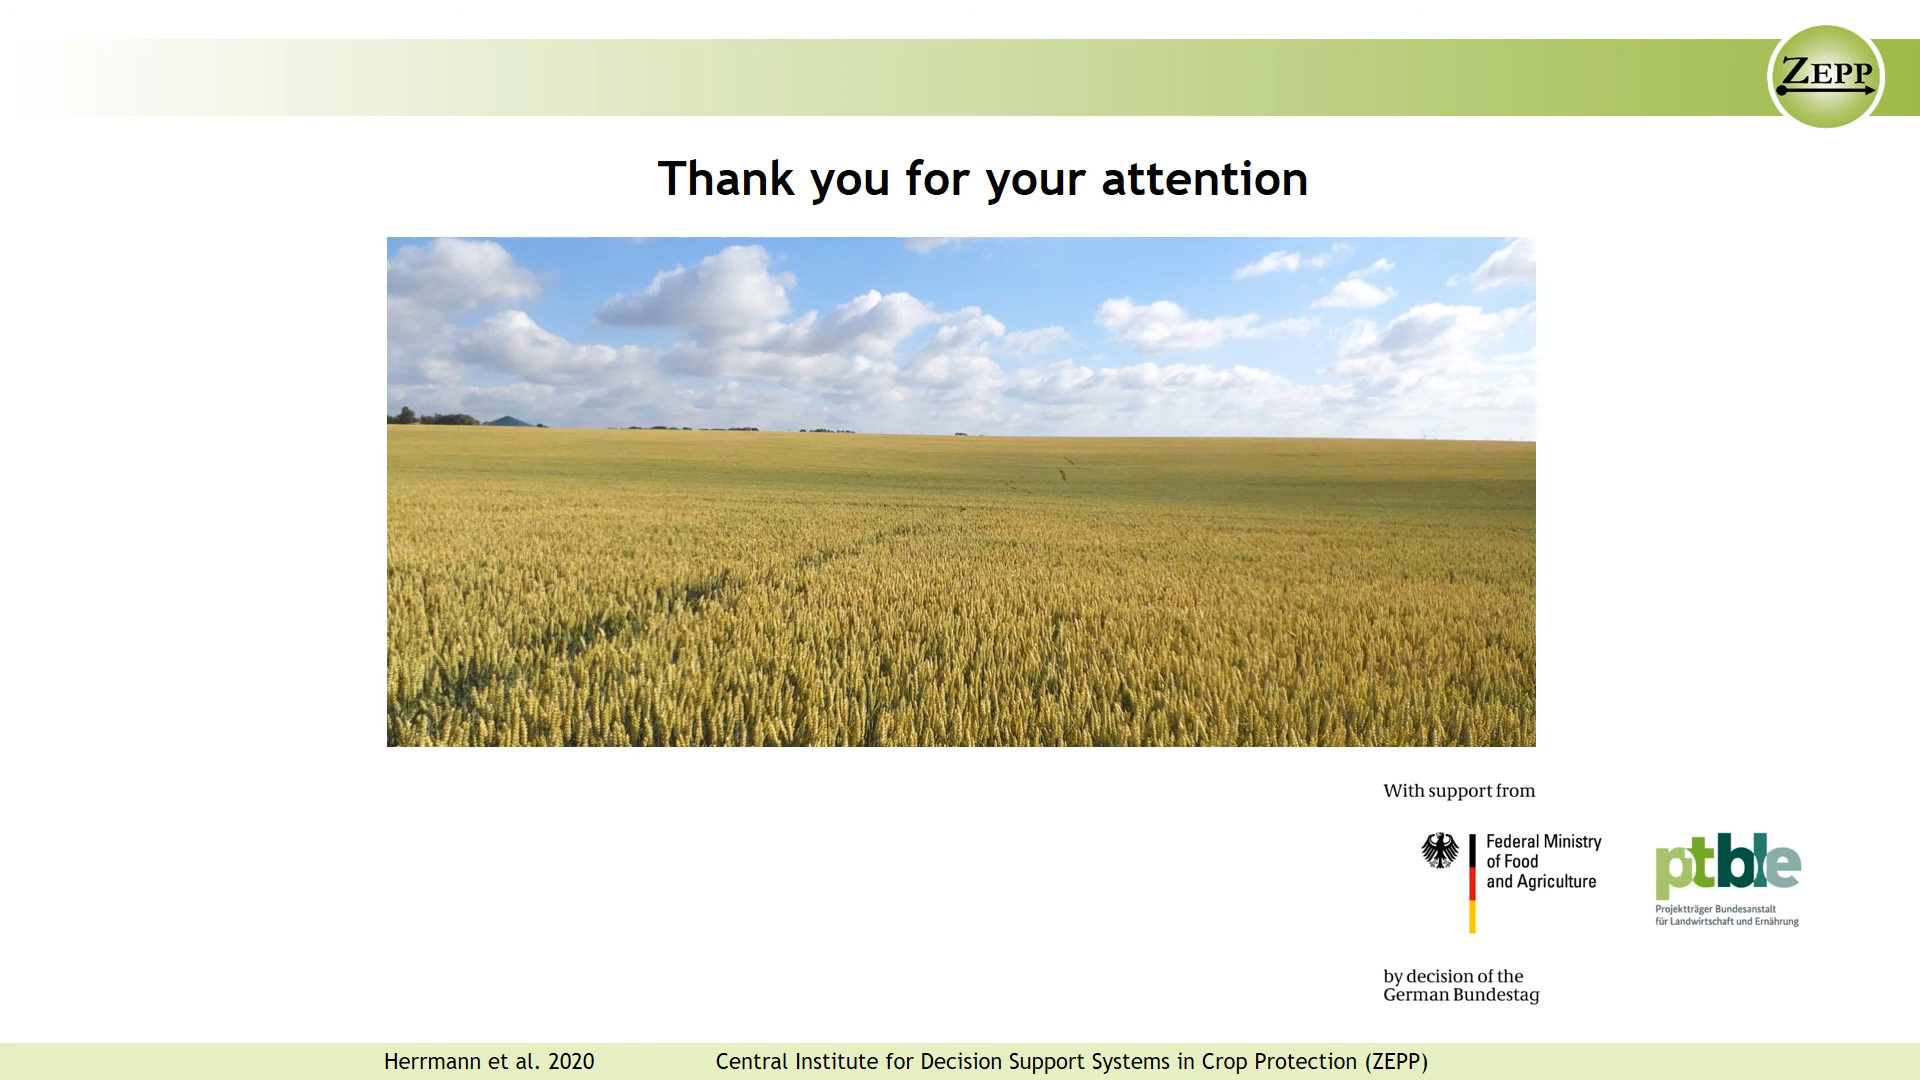 ZEPP
Thank you for your attention
With support from
Federal Ministry
of Food
and Agriculture
ptble
Projektträger Bundesanstalt
für Landwirtschaft und Ernährung
by decision of the
German Bundestag
Herrmann et al. 2020
Central Institute for Decision Support Systems in Crop Protection (ZEPP)